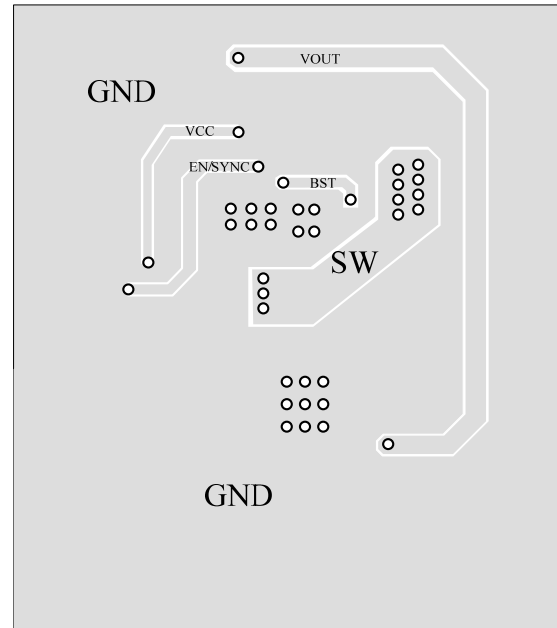 VOUT
GND
VCC
EN/SYNC
BST
SW
GND